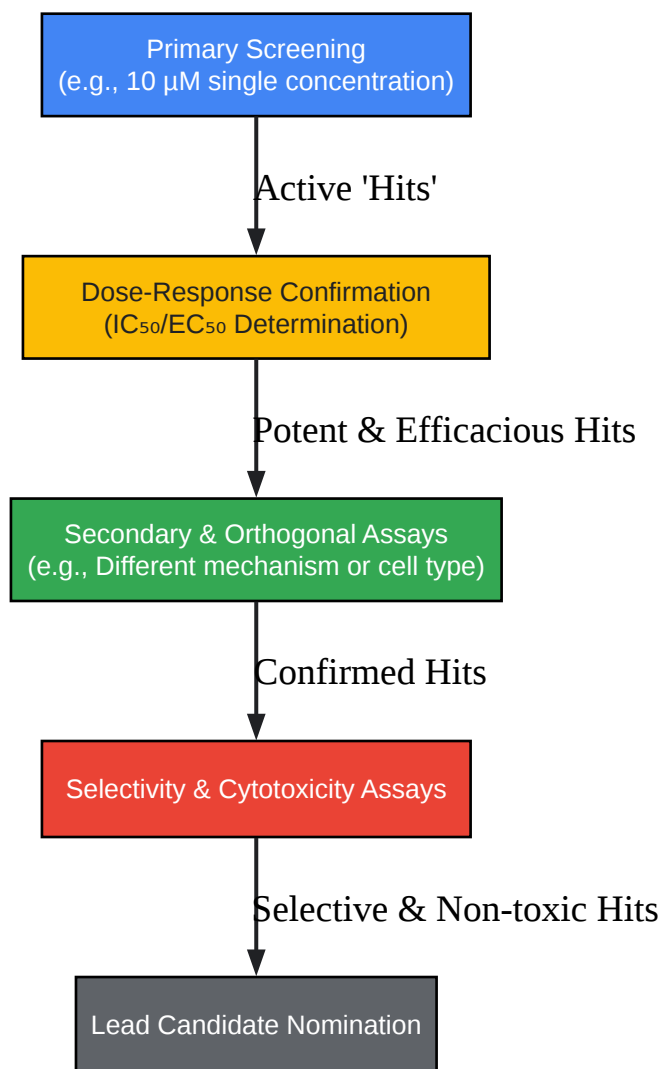 Primary Screening
(e.g., 10 µM single concentration)
Active 'Hits'
Dose-Response Confirmation
(IC₅₀/EC₅₀ Determination)
Potent & Efficacious Hits
Secondary & Orthogonal Assays
(e.g., Different mechanism or cell type)
Confirmed Hits
Selectivity & Cytotoxicity Assays
Selective & Non-toxic Hits
Lead Candidate Nomination